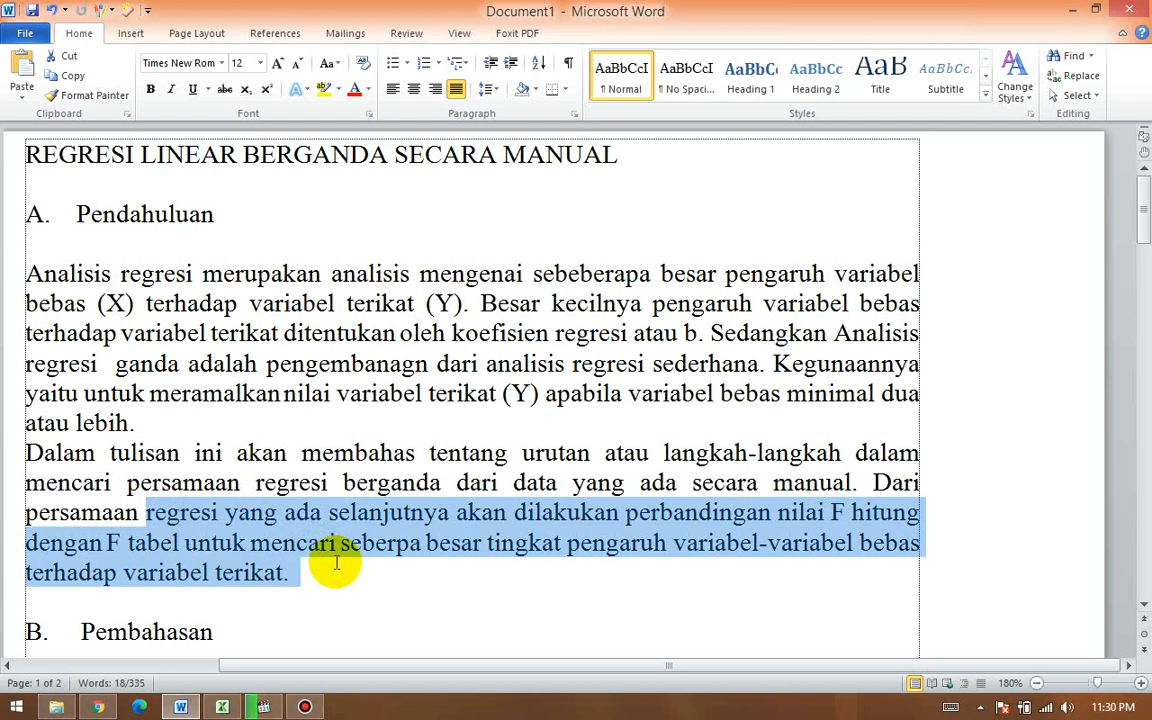 Document1 - Microsoft Word
File Home Insert Page Layout References Mailings Review View Foxit PDF
Cut
Copy
Format Painter
Paste
Clipboard
Times New Rom 12
Font
Paragraph
AaBbCcI AaBbCcI AaBbC AaBbCc AaB AaBbCc.
¶ Normal ¶ No Spaci... Heading 1 Heading 2 Title Subtitle
Change Styles
Styles
Find
Replace
Select
Editing
REGRESI LINEAR BERGANDA SECARA MANUAL
A. Pendahuluan
Analisis regresi merupakan analisis mengenai sebeberapa besar pengaruh variabel
bebas (X) terhadap variabel terikat (Y). Besar kecilnya pengaruh variabel bebas
terhadap variabel terikat ditentukan oleh koefisien regresi atau b. Sedangkan Analisis
regresi ganda adalah pengembanagn dari analisis regresi sederhana. Kegunaannya
yaitu untuk meramalkan nilai variabel terikat (Y) apabila variabel bebas minimal dua
atau lebih.
Dalam tulisan ini akan membahas tentang urutan atau langkah-langkah dalam
mencari persamaan regresi berganda dari data yang ada secara manual. Dari
persamaan regresi yang ada selanjutnya akan dilakukan perbandingan nilai F hitung
dengan F tabel untuk mencari seberpa besar tingkat pengaruh variabel-variabel bebas
terhadap variabel terikat.
B. Pembahasan
Page: 1 of 2 Words: 18/335 180%
11:30 PM